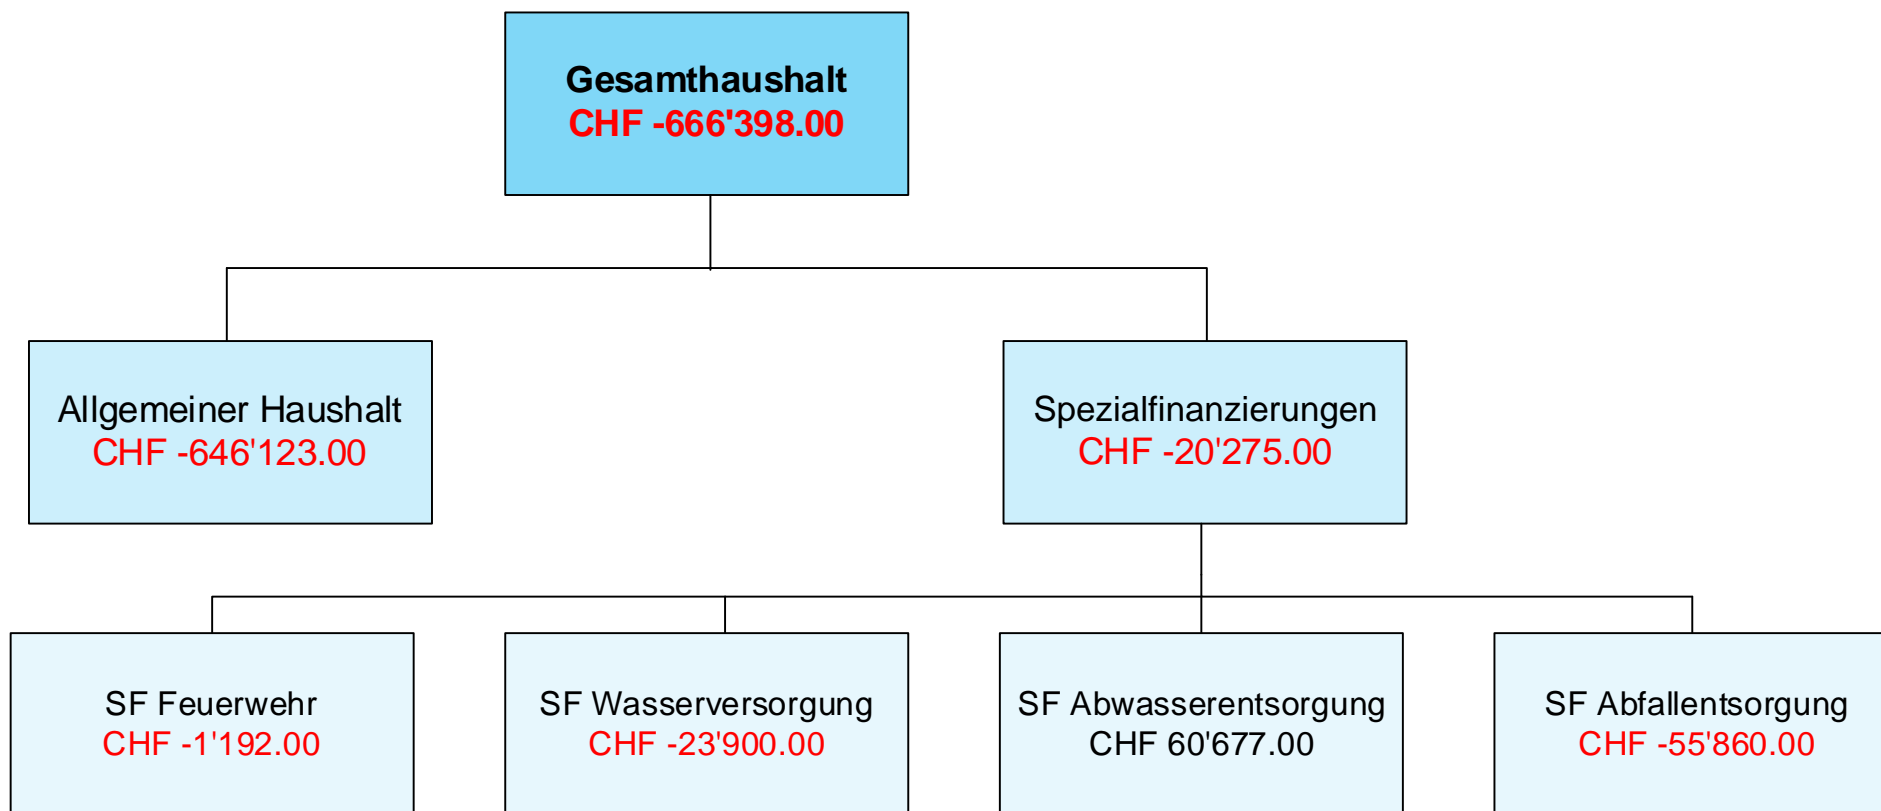 Gesamthaushalt
CHF -666'398.00
Allgemeiner Haushalt
CHF -646'123.00
Spezialfinanzierungen
CHF -20'275.00
SF Feuerwehr
CHF -1'192.00
SF Wasserversorgung
CHF -23'900.00
SF Abwasserentsorgung
CHF 60'677.00
SF Abfallentsorgung
CHF -55'860.00